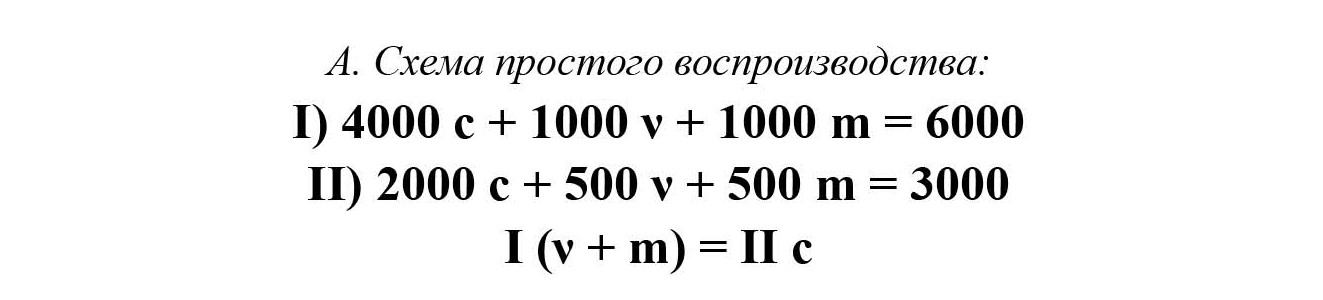 А. Схема простого воспроизводства:
I) 4000 c + 1000 v + 1000 m = 6000
II) 2000 c + 500 v + 500 m = 3000
I (v + m) = II c